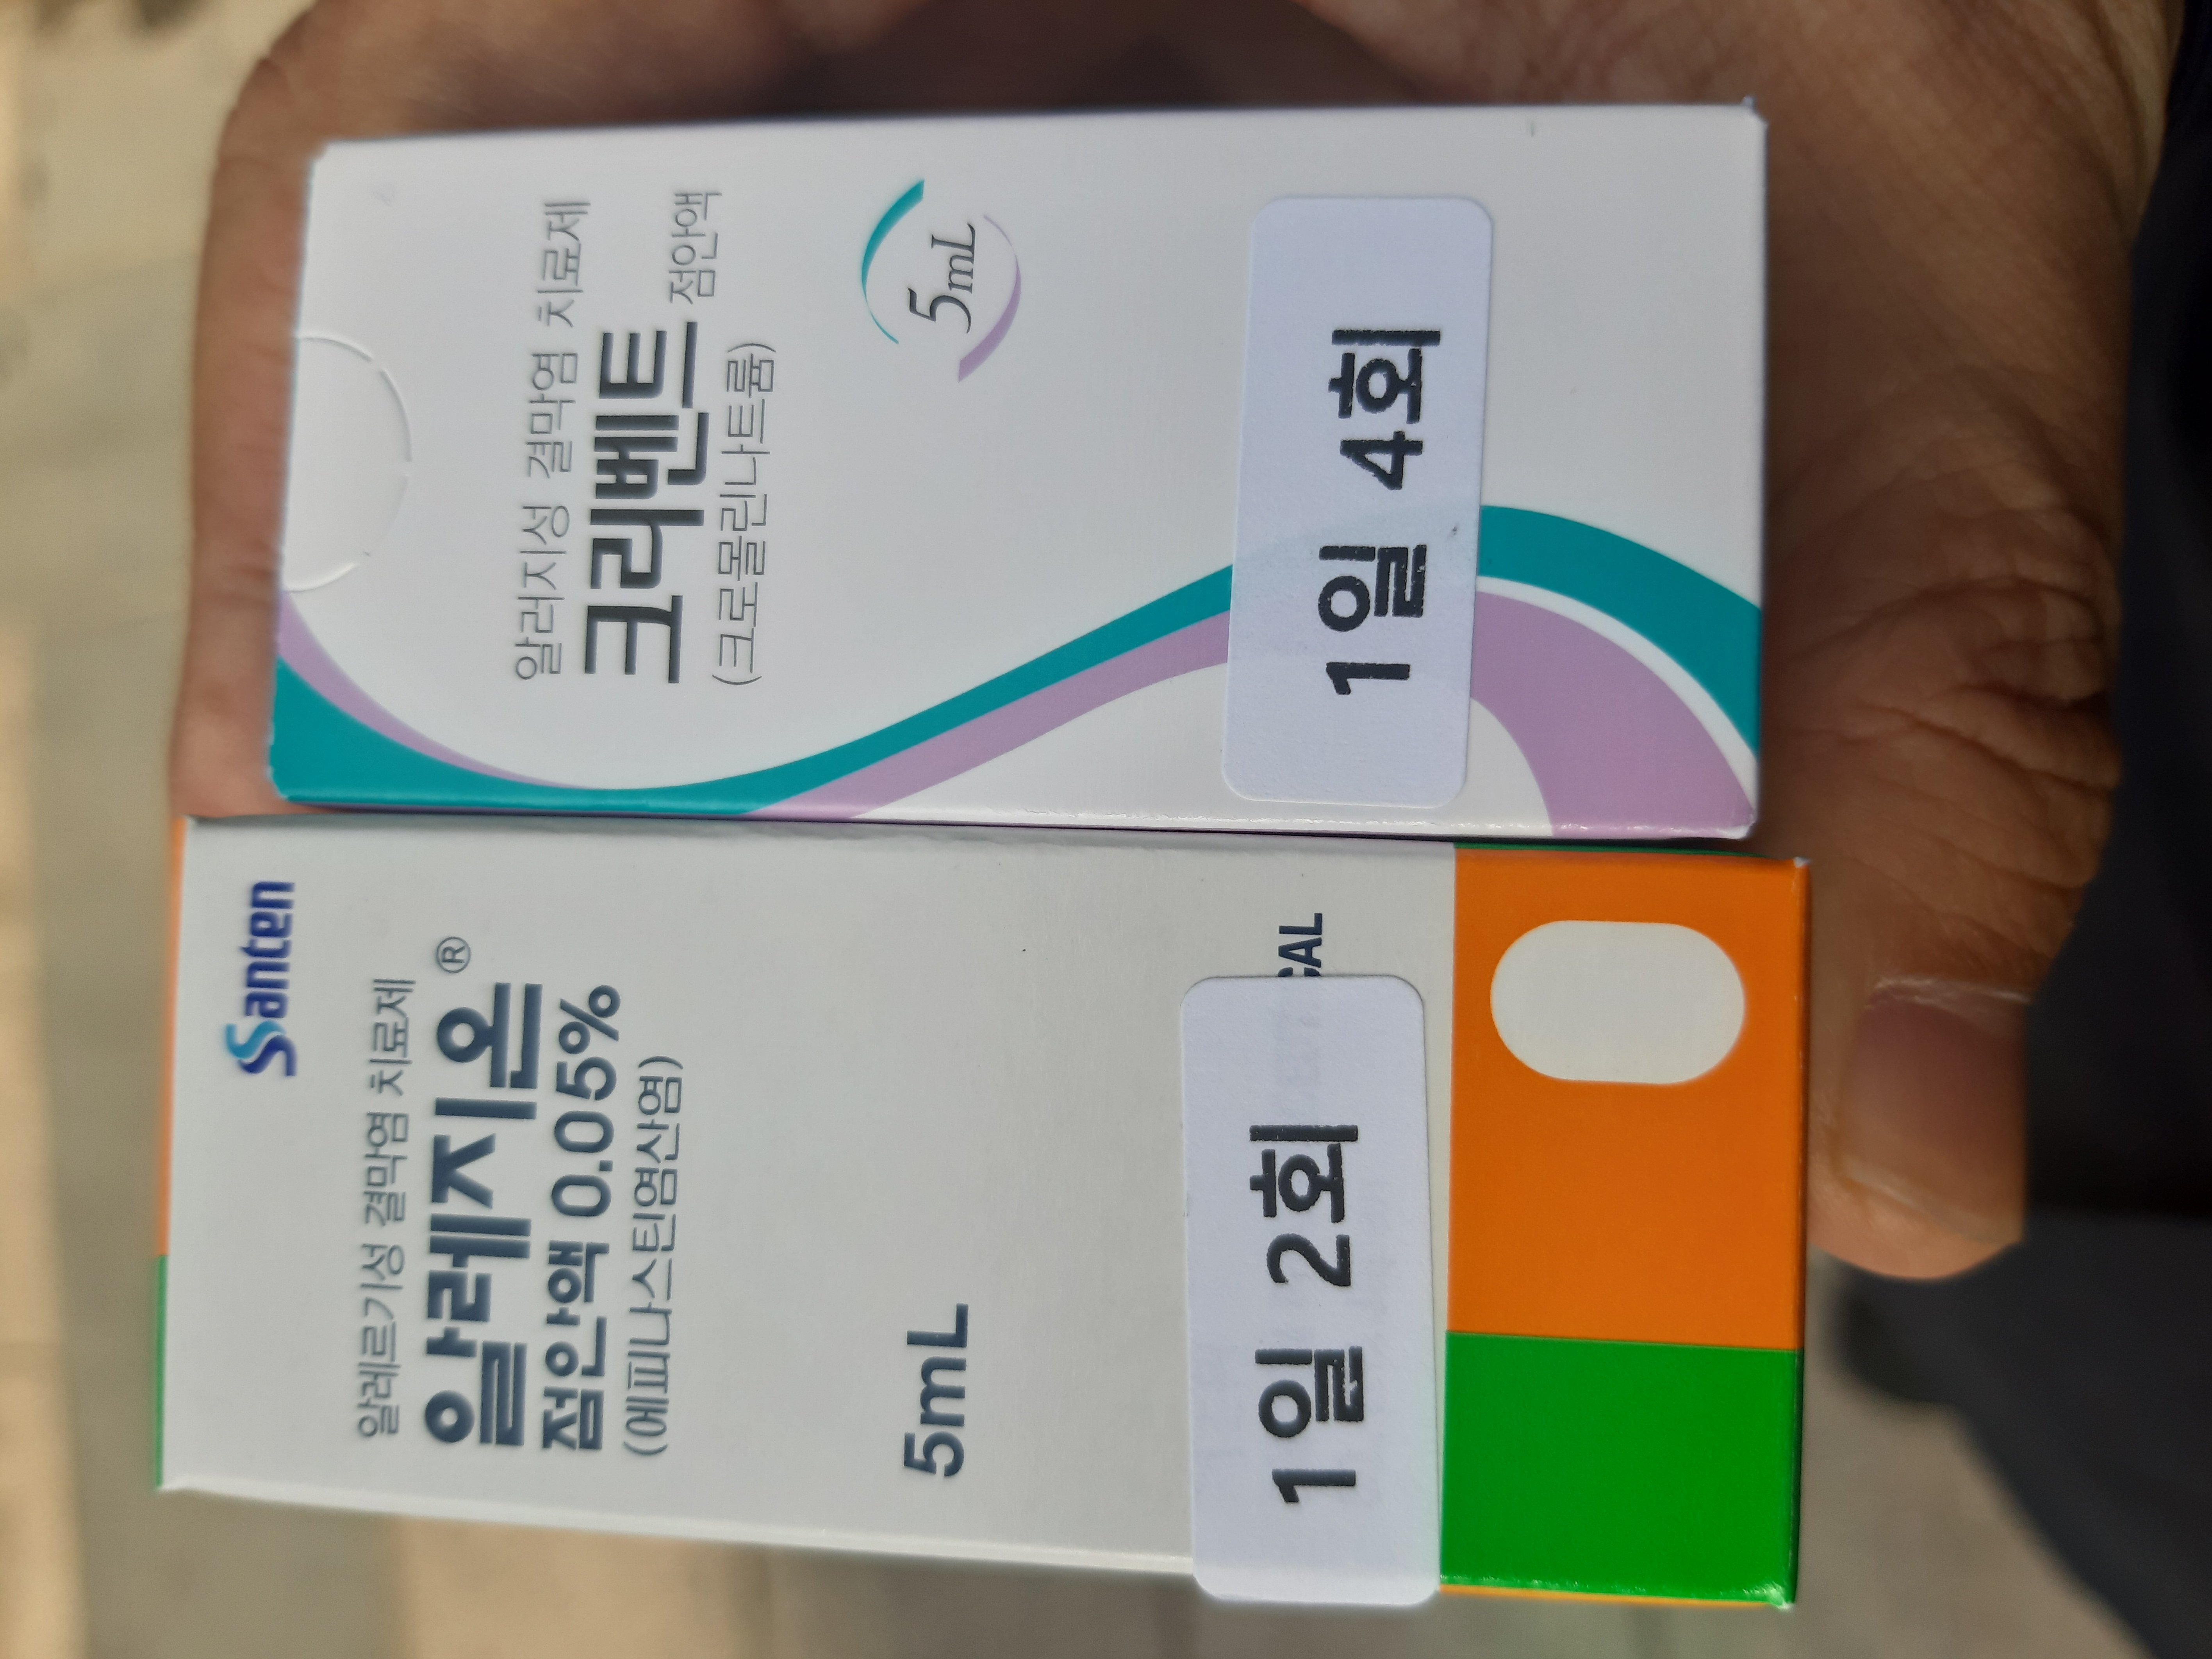 Santen
알레르기성 결막염 치료제
알레지온®
점안액 0.05%
(에피나스틴염산염)
5mL
1일 2회
알러지성 결막염 치료제
크러벤트 점안액
(크로몰린나트륨)
5mL
1일 4회